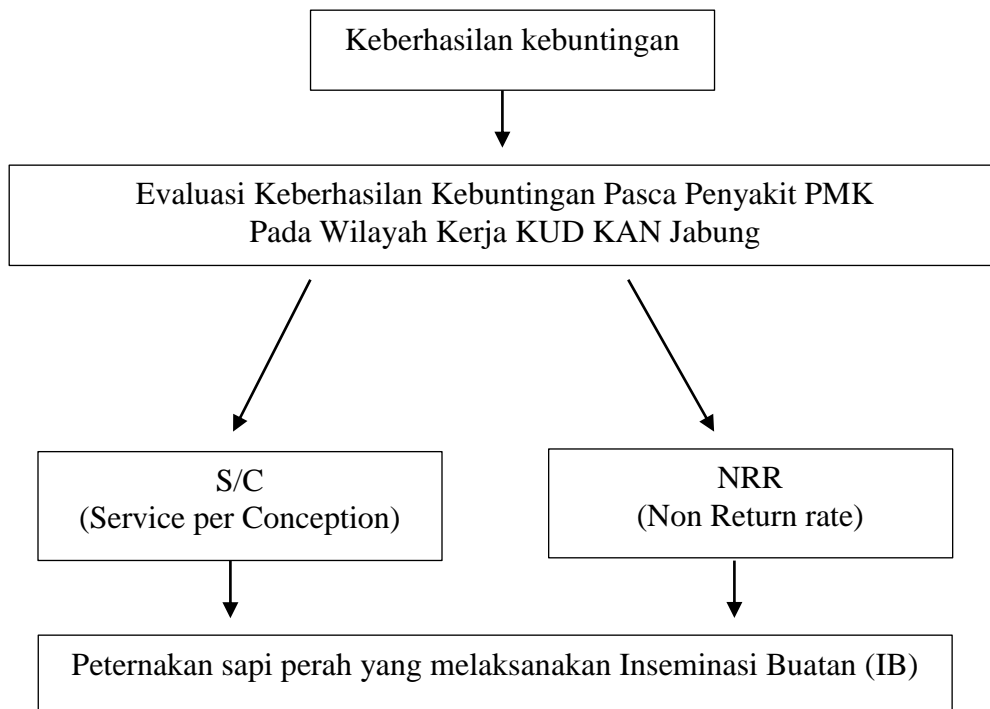 Keberhasilan kebuntingan
Evaluasi Keberhasilan Kebuntingan Pasca Penyakit PMK
Pada Wilayah Kerja KUD KAN Jabung
S/C
(Service per Conception)
NRR
(Non Return rate)
Peternakan sapi perah yang melaksanakan Inseminasi Buatan (IB)